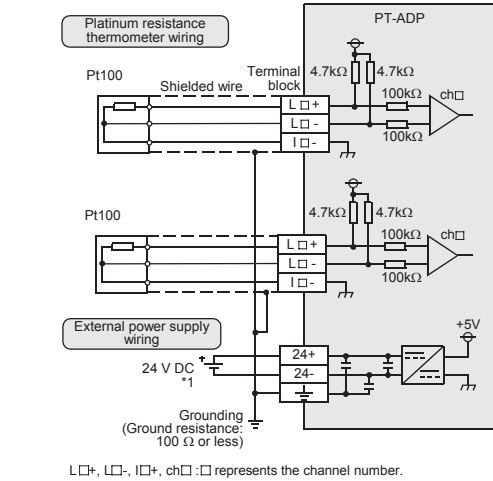 Platinum resistance
thermometer wiring
PT-ADP
Pt100
Shielded wire
Terminal
block
4.7kΩ
4.7kΩ
100kΩ
ch□
L □+
L □-
I □-
100kΩ
Pt100
4.7kΩ
4.7kΩ
100kΩ
ch□
L □+
L □-
I □-
100kΩ
External power supply
wiring
+5V
24 V DC
*1
+
24+
24-
Grounding
(Ground resistance:
100 Ω or less)
L□+, L□-, I□+, ch□ :□ represents the channel number.